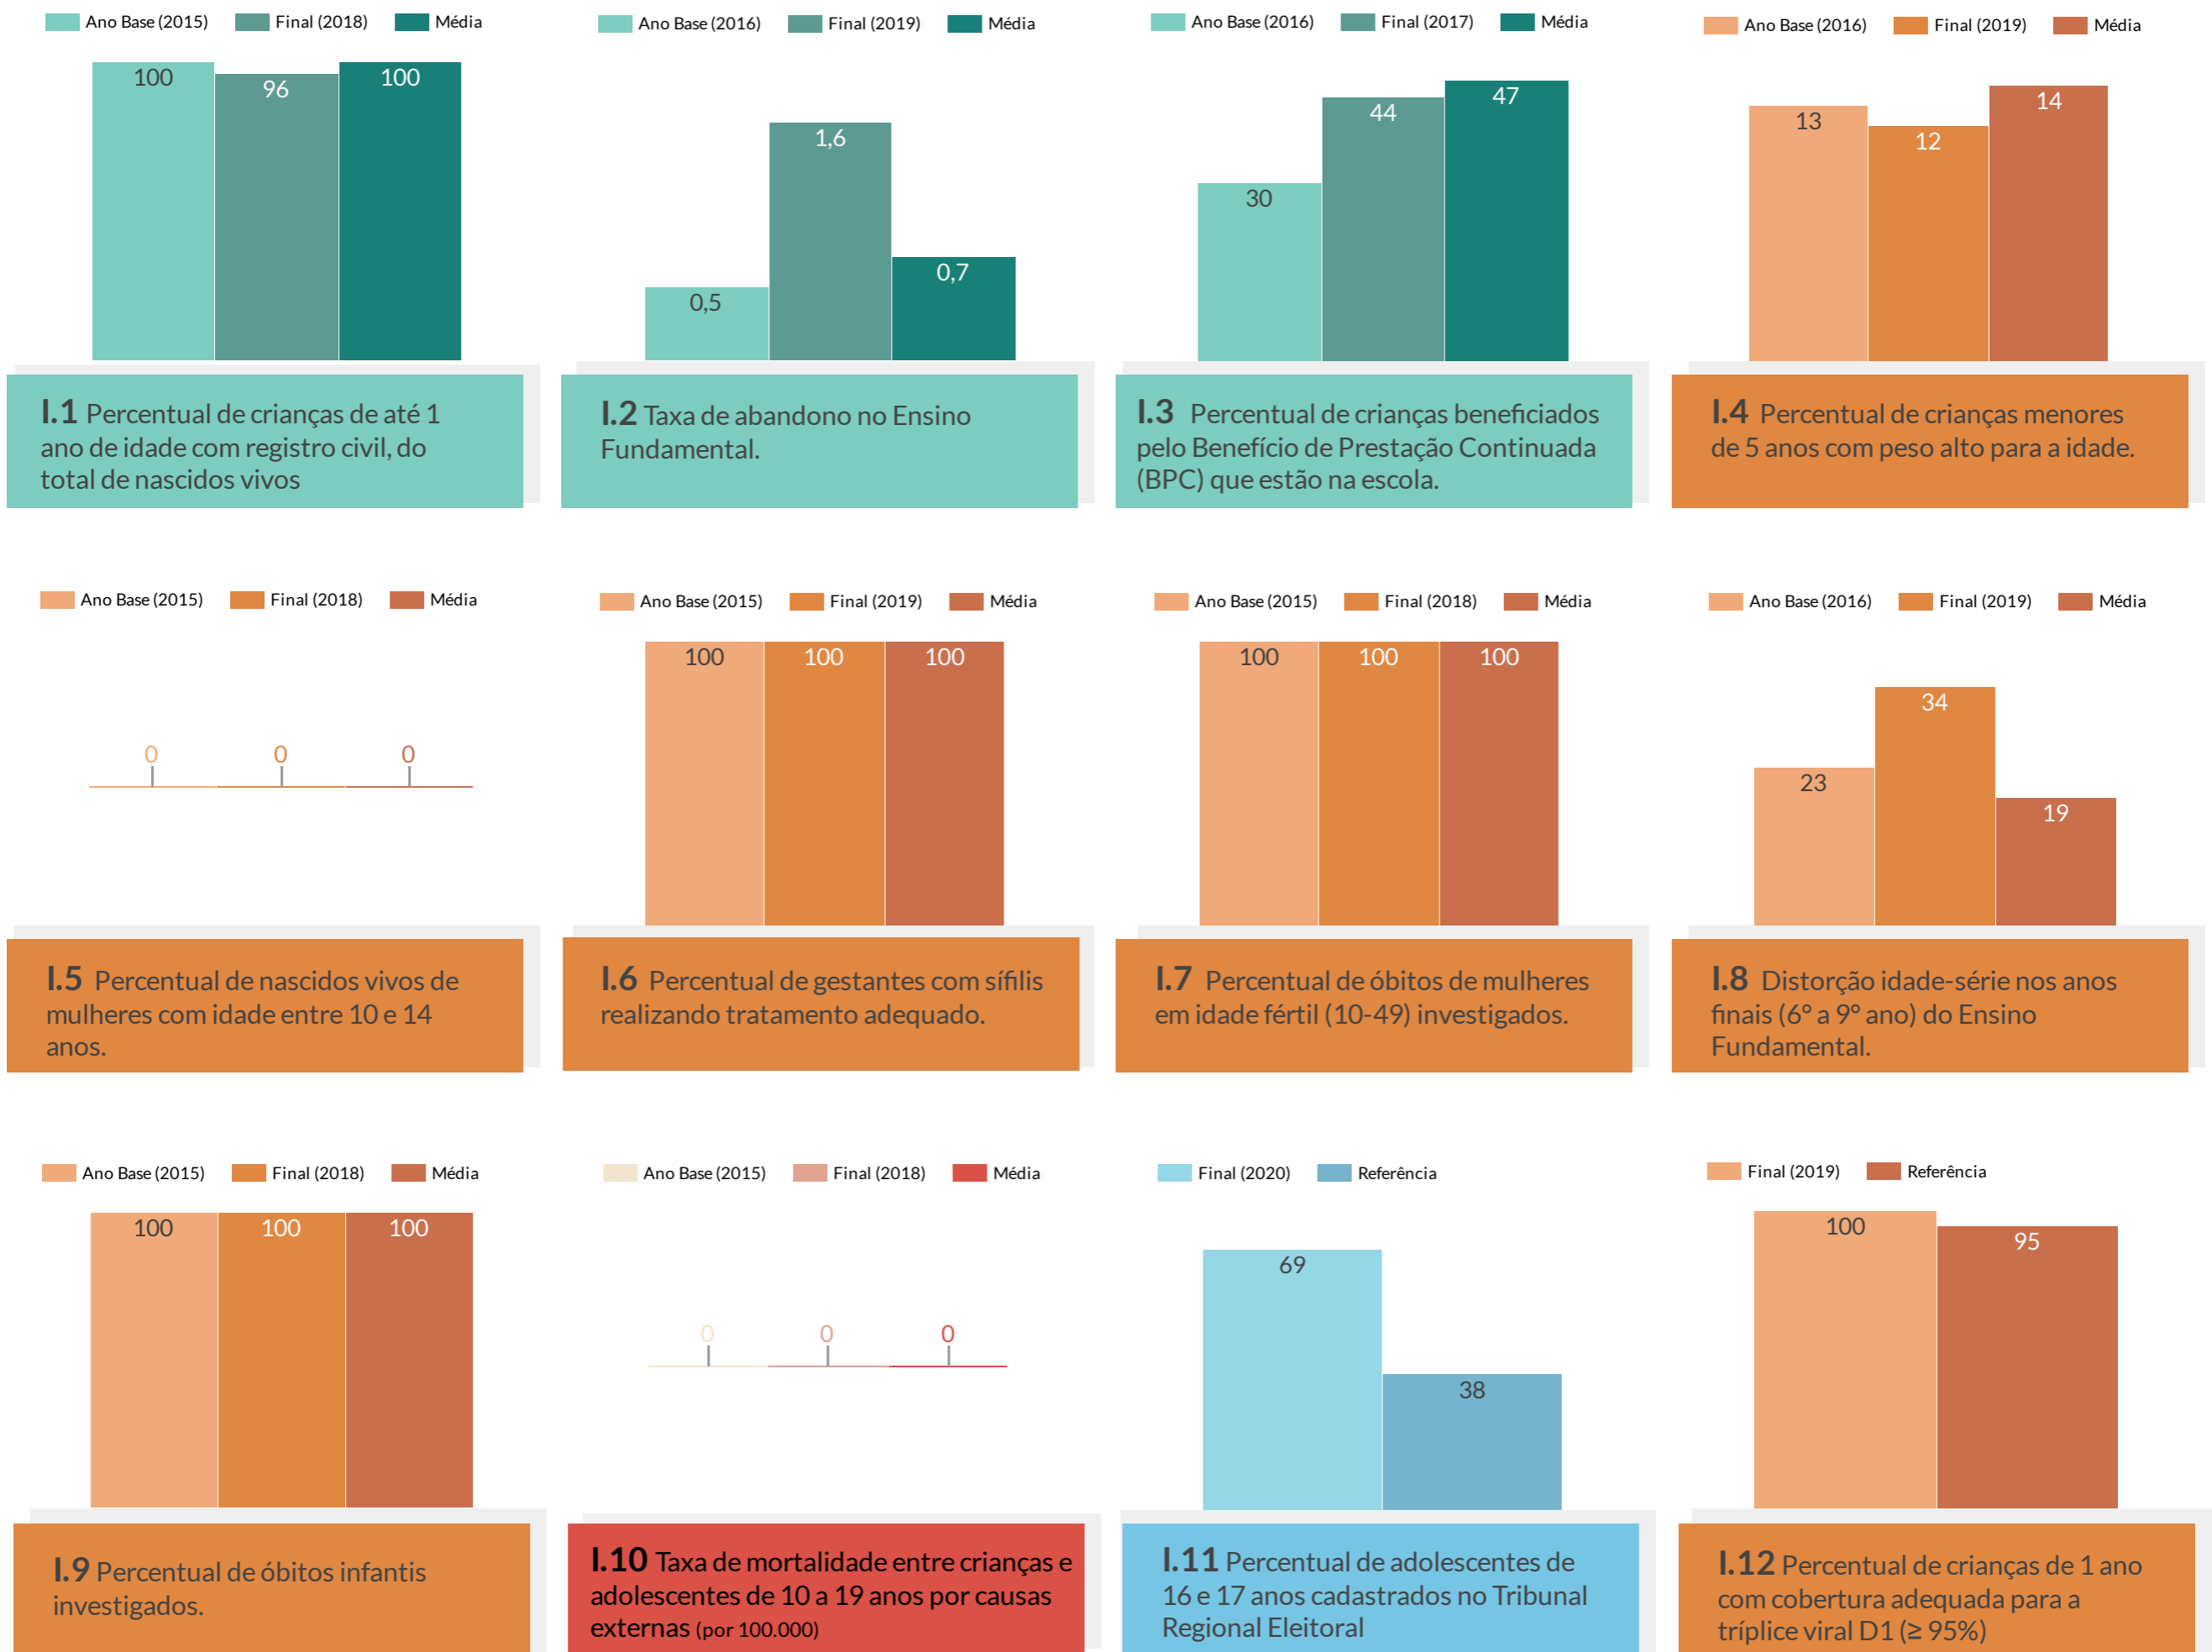 Ano Base (2015) Final (2018) Média
100 96 100
I.1 Percentual de crianças de até 1
ano de idade com registro civil, do
total de nascidos vivos
Ano Base (2016) Final (2019) Média
0,5 1,6 0,7
I.2 Taxa de abandono no Ensino
Fundamental.
Ano Base (2016) Final (2017) Média
30 44 47
I.3 Percentual de crianças beneficiados
pelo Benefício de Prestação Continuada
(BPC) que estão na escola.
Ano Base (2016) Final (2019) Média
13 12 14
I.4 Percentual de crianças menores
de 5 anos com peso alto para a idade.
Ano Base (2015) Final (2018) Média
0 0 0
I.5 Percentual de nascidos vivos de
mulheres com idade entre 10 e 14
anos.
Ano Base (2015) Final (2019) Média
100 100 100
I.6 Percentual de gestantes com sífilis
realizando tratamento adequado.
Ano Base (2015) Final (2018) Média
100 100 100
I.7 Percentual de óbitos de mulheres
em idade fértil (10-49) investigados.
Ano Base (2016) Final (2019) Média
23 34 19
I.8 Distorção idade-série nos anos
finais (6º a 9º ano) do Ensino
Fundamental.
Ano Base (2015) Final (2018) Média
100 100 100
I.9 Percentual de óbitos infantis
investigados.
Ano Base (2015) Final (2018) Média
0 0 0
I.10 Taxa de mortalidade entre crianças e
adolescentes de 10 a 19 anos por causas
externas (por 100.000)
Final (2020) Referência
69 38
I.11 Percentual de adolescentes de
16 e 17 anos cadastrados no Tribunal
Regional Eleitoral
Final (2019) Referência
100 95
I.12 Percentual de crianças de 1 ano
com cobertura adequada para a
tríplice viral D1 (≥ 95%)